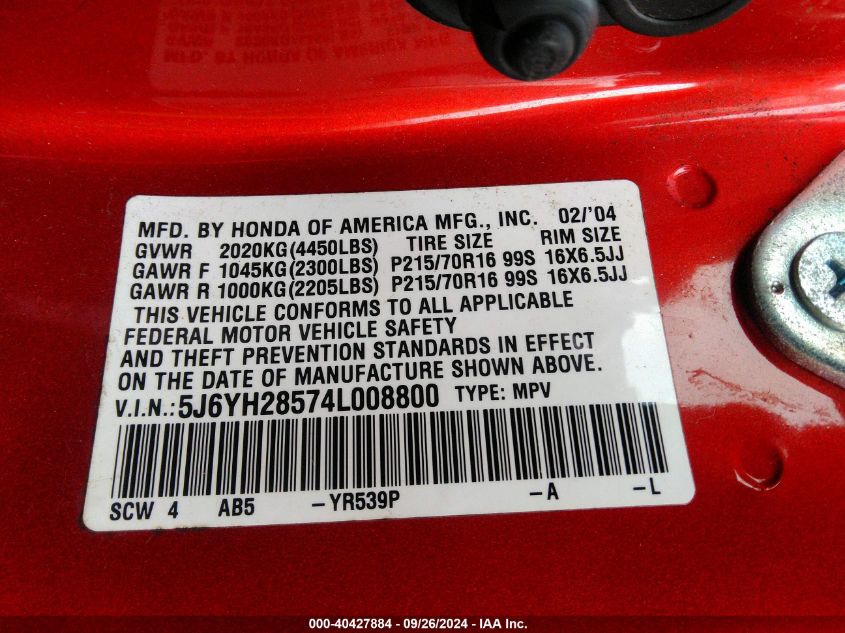 MFD. BY HONDA OF AMERICA MFG., INC. 02/'04
GVWR 2020KG(4450LBS) TIRE SIZE RIM SIZE
GAWR F 1045KG(2300LBS) P215/70R16 99S 16X6.5JJ
GAWR R 1000KG(2205LBS) P215/70R16 99S 16X6.5JJ
THIS VEHICLE CONFORMS TO ALL APPLICABLE
FEDERAL MOTOR VEHICLE SAFETY
AND THEFT PREVENTION STANDARDS IN EFFECT
ON THE DATE OF MANUFACTURE SHOWN ABOVE.
V.I.N.: 5J6YH28574L008800 TYPE: MPV
SCW 4 AB5 -YR539P -A -L
000-40427884 - 09/26/2024 - IAA Inc.